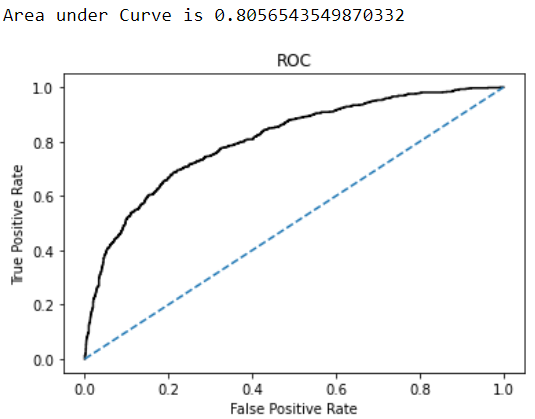 Area under Curve is 0.8056543549870332
ROC
1.0
0.8
0.6
0.4
0.2
0.0
True Positive Rate
0.0 0.2 0.4 0.6 0.8 1.0
False Positive Rate